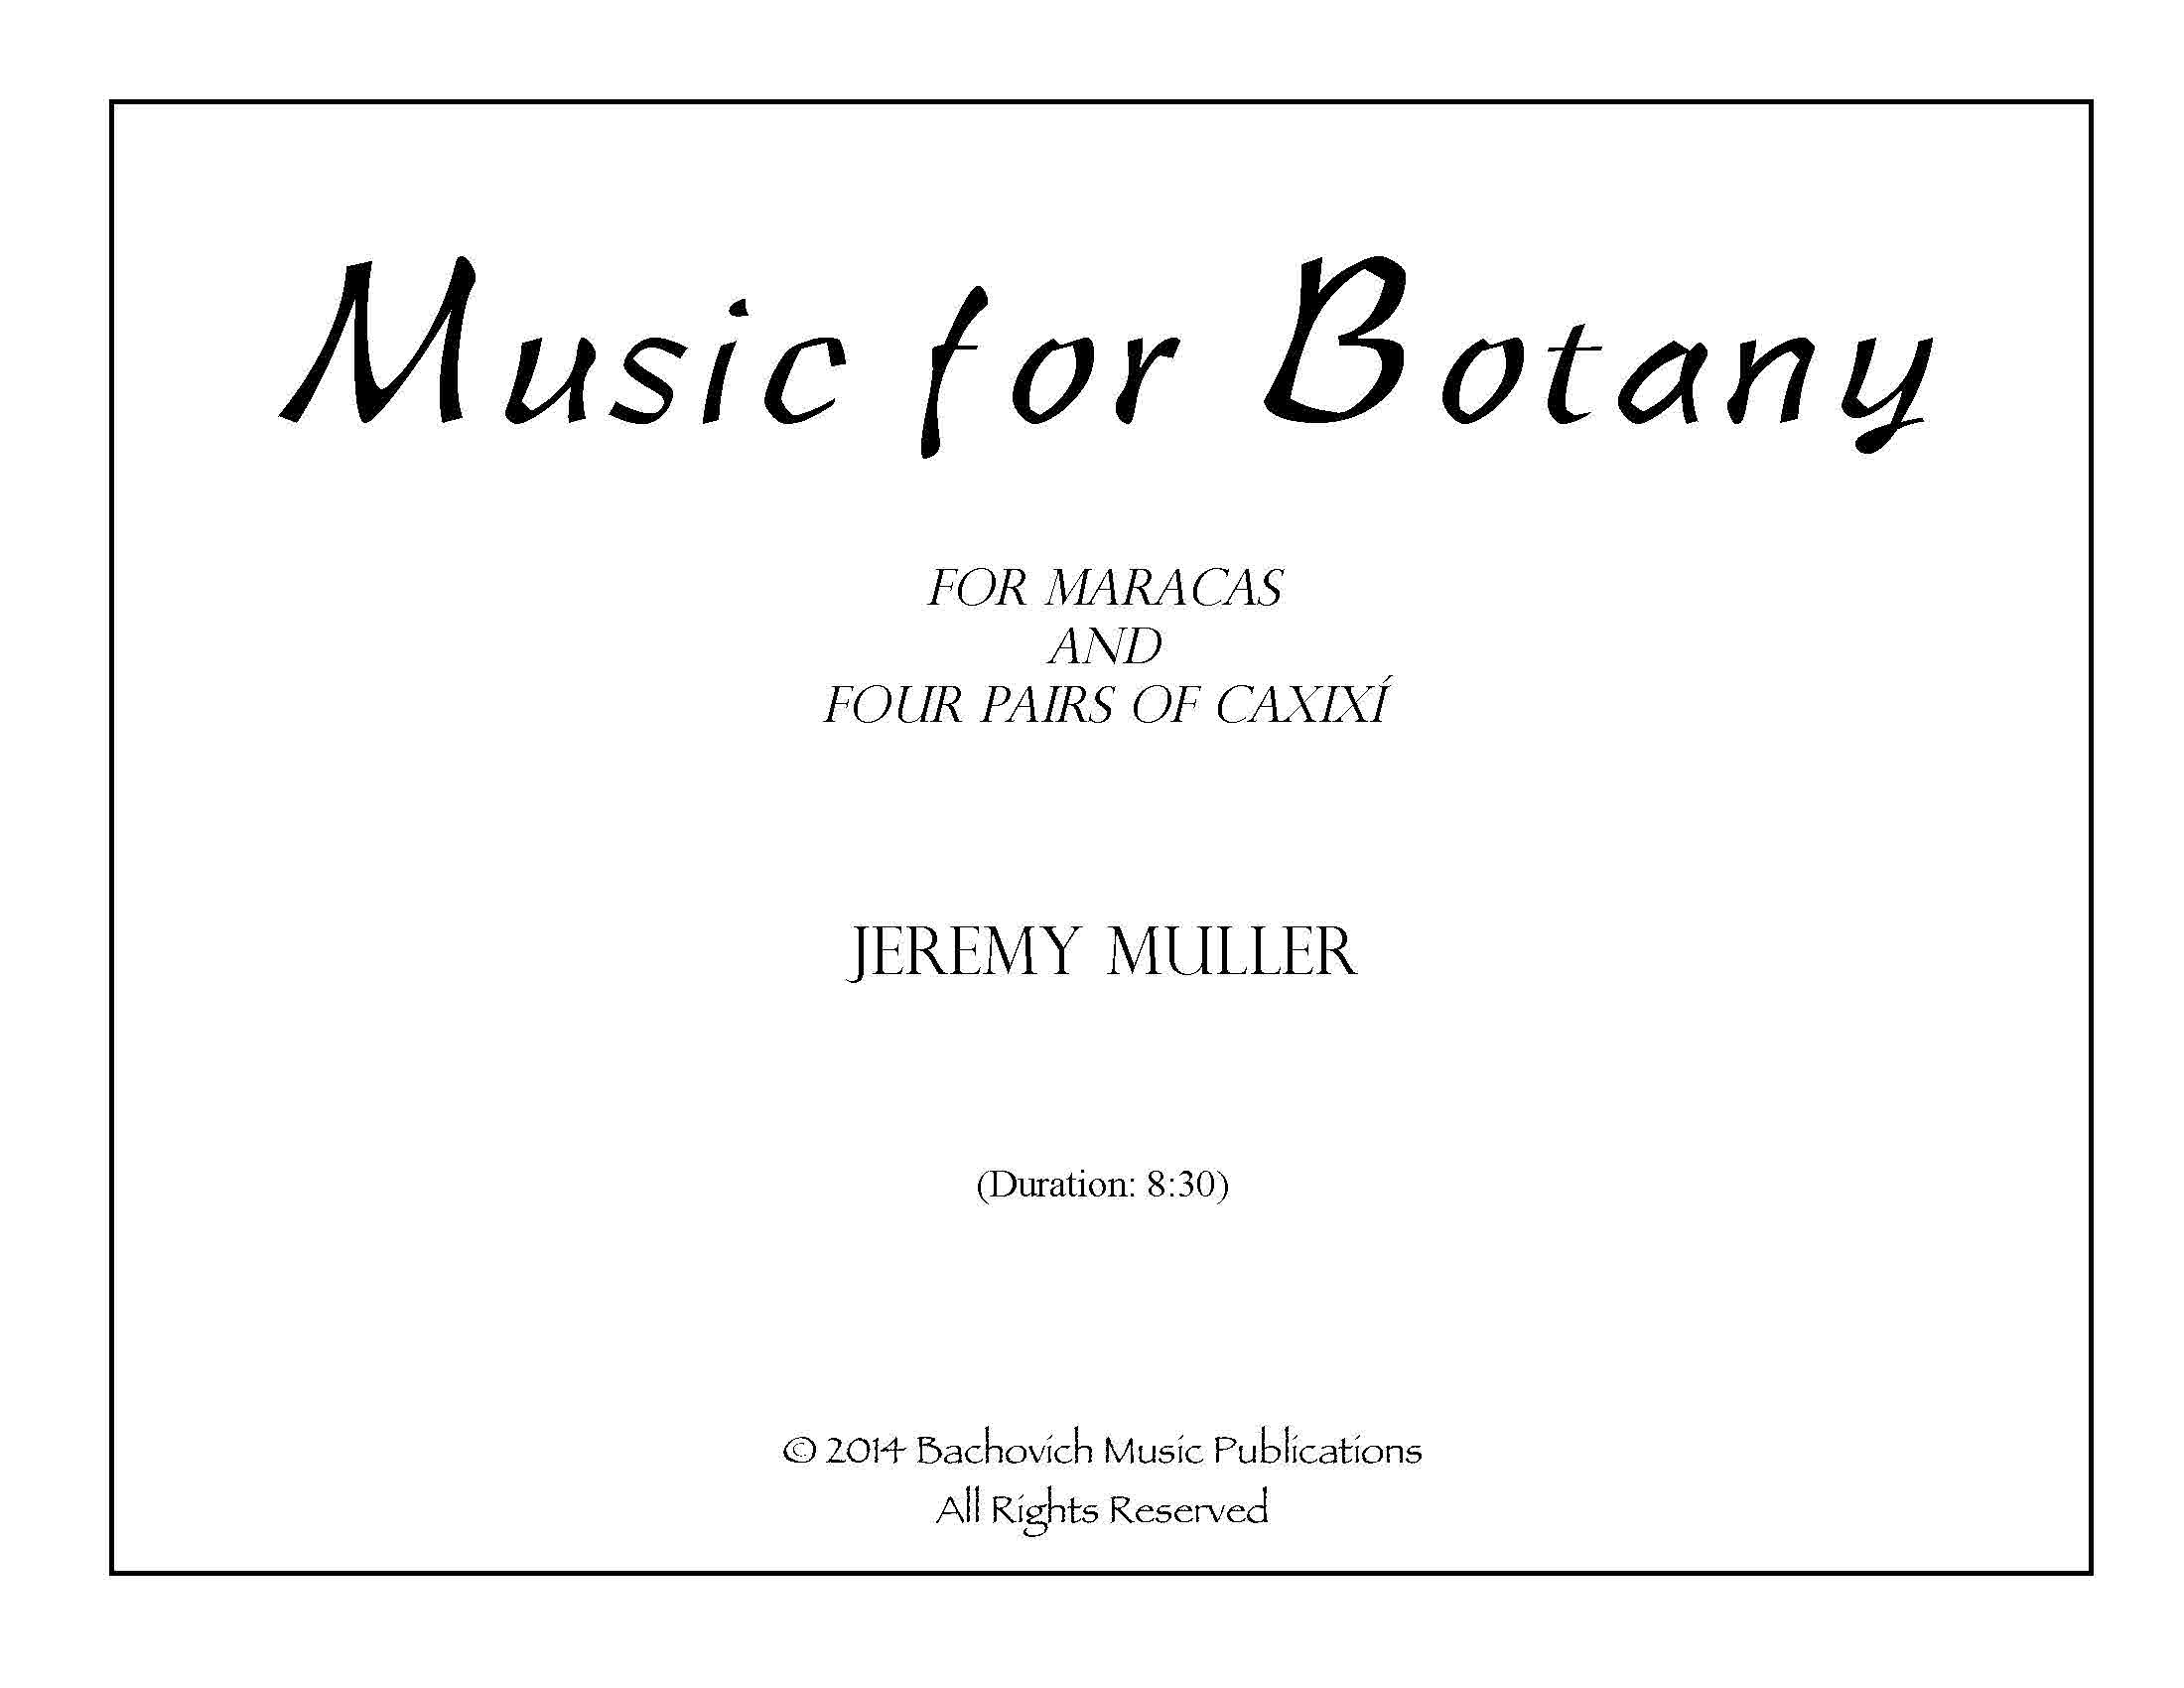 Music for Botany
FOR MARACAS
AND
FOUR PAIRS OF CAXIXÍ
JEREMY MULLER
(Duration: 8:30)
© 2014 Bachovich Music Publications
All Rights Reserved